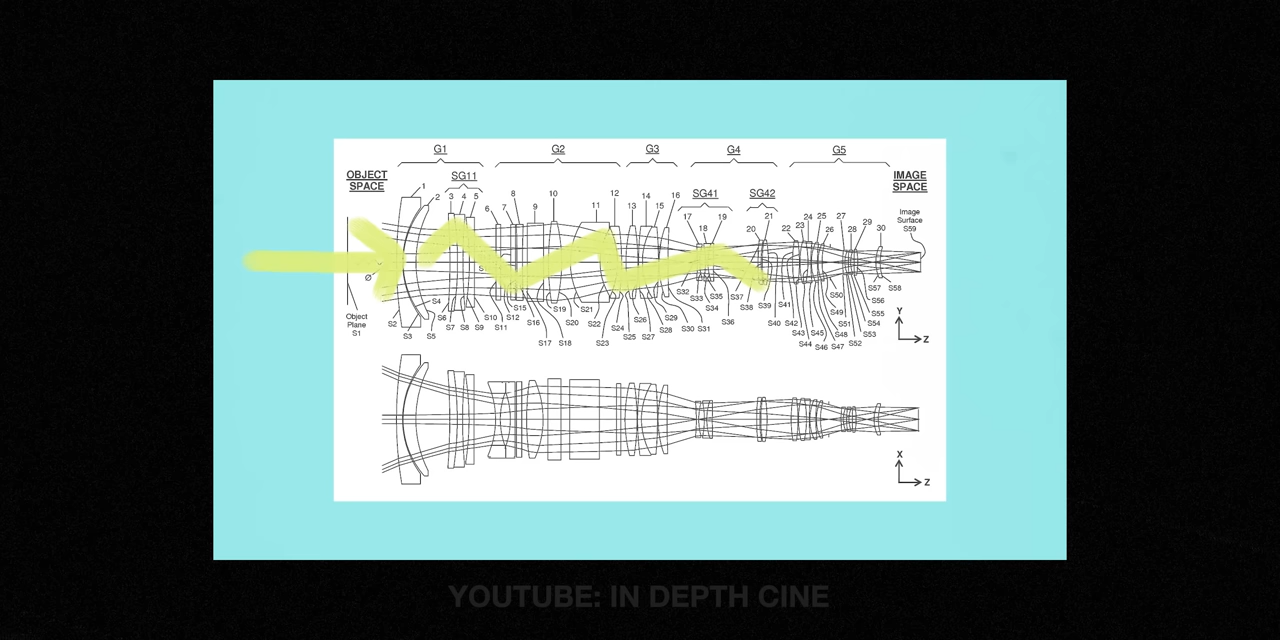 G1 G2 G3 G4 G5
OBJECT
SPACE
SG11
SG41 SG42
IMAGE
SPACE
1 2 3 4 5 6 7 8 9 10 11 12 13 14 15 16 17 18 19 20 21 22 23 24 25 26 27 28 29 30
Image
Surface
S59
Object
Plane
S1
S2 S3 S4 S5 S6 S7 S8 S9 S10 S11 S12 S15 S16 S17 S18 S19 S20 S21 S22 S23 S24 S25 S26 S27 S28 S29 S30 S31 S32 S33 S34 S35 S36 S37 S38 S39 S40 S41 S42 S43 S44 S45 S46 S47 S48 S49 S50 S51 S52 S53 S54 S55 S56 S57 S58
Y
Z
X
Z
YOUTUBE: IN DEPTH CINE